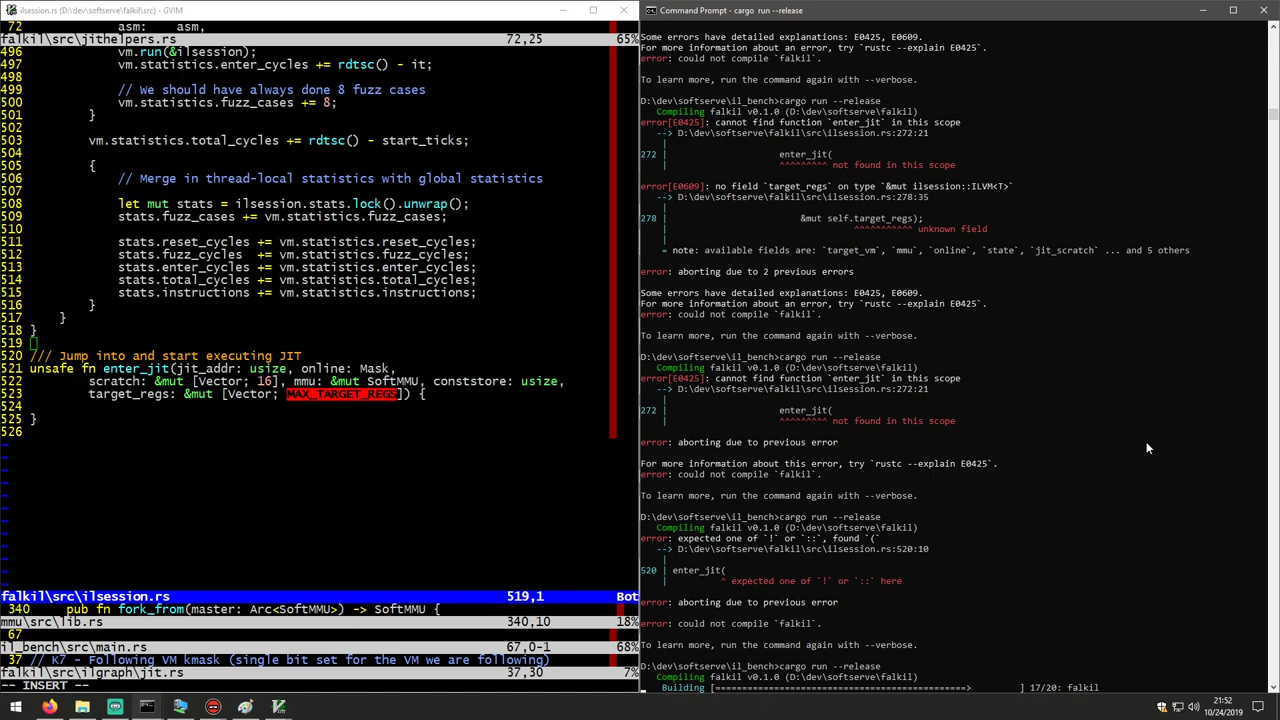 ilsession.rs (D:\dev\softserve\falkil\src) - GVIM
72 asm: asm,
falkil\src\jithelpers.rs 72,25 65%
496 vm.run(&ilsession);
497 vm.statistics.enter_cycles += rdtsc() - it;
498
499 // We should have always done 8 fuzz cases
500 vm.statistics.fuzz_cases += 8;
501 }
502
503 vm.statistics.total_cycles += rdtsc() - start_ticks;
504
505 {
506 // Merge in thread-local statistics with global statistics
507
508 let mut stats = ilsession.stats.lock().unwrap();
509 stats.fuzz_cases += vm.statistics.fuzz_cases;
510
511 stats.reset_cycles += vm.statistics.reset_cycles;
512 stats.fuzz_cycles += vm.statistics.fuzz_cycles;
513 stats.enter_cycles += vm.statistics.enter_cycles;
514 stats.total_cycles += vm.statistics.total_cycles;
515 stats.instructions += vm.statistics.instructions;
516 }
517 }
518 }
519
520 /// Jump into and start executing JIT
521 unsafe fn enter_jit(jit_addr: usize, online: Mask,
522 scratch: &mut [Vector; 16], mmu: &mut SoftMMU, conststore: usize,
523 target_regs: &mut [Vector; MAX_TARGET_REGS]) {
524
525 }
526
~
~
~
~
~
~
~
~
~
~
~
~
falkil\src\ilsession.rs 519,1 Bot
340 pub fn fork_from(master: Arc<SoftMMU>) -> SoftMMU {
mmu\src\lib.rs 340,10 18%
67
il_bench\src\main.rs 67,0-1 68%
37 // K7 - Following VM kmask (single bit set for the VM we are following)
falkil\src\ilgraph\jit.rs 37,30 7%
-- INSERT --
Command Prompt - cargo run --release
Some errors have detailed explanations: E0425, E0609.
For more information about an error, try `rustc --explain E0425`.
error: could not compile `falkil`.
To learn more, run the command again with --verbose.
D:\dev\softserve\il_bench>cargo run --release
Compiling falkil v0.1.0 (D:\dev\softserve\falkil)
error[E0425]: cannot find function `enter_jit` in this scope
--> D:\dev\softserve\falkil\src\ilsession.rs:272:21
|
272 | enter_jit(
| ^^^^^^^^^ not found in this scope
error[E0609]: no field `target_regs` on type `&mut ilsession::ILVM<T>`
--> D:\dev\softserve\falkil\src\ilsession.rs:278:35
|
278 | &mut self.target_regs);
| ^^^^^^^^^^^ unknown field
|
= note: available fields are: `target_vm`, `mmu`, `online`, `state`, `jit_scratch` ... and 5 others
error: aborting due to 2 previous errors
Some errors have detailed explanations: E0425, E0609.
For more information about an error, try `rustc --explain E0425`.
error: could not compile `falkil`.
To learn more, run the command again with --verbose.
D:\dev\softserve\il_bench>cargo run --release
Compiling falkil v0.1.0 (D:\dev\softserve\falkil)
error[E0425]: cannot find function `enter_jit` in this scope
--> D:\dev\softserve\falkil\src\ilsession.rs:272:21
|
272 | enter_jit(
| ^^^^^^^^^ not found in this scope
error: aborting due to previous error
For more information about this error, try `rustc --explain E0425`.
error: could not compile `falkil`.
To learn more, run the command again with --verbose.
D:\dev\softserve\il_bench>cargo run --release
Compiling falkil v0.1.0 (D:\dev\softserve\falkil)
error: expected one of `!` or `::`, found `(`
--> D:\dev\softserve\falkil\src\ilsession.rs:520:10
|
520 | enter_jit(
| ^ expected one of `!` or `::` here
error: aborting due to previous error
error: could not compile `falkil`.
To learn more, run the command again with --verbose.
D:\dev\softserve\il_bench>cargo run --release
Compiling falkil v0.1.0 (D:\dev\softserve\falkil)
Building [================================================> ] 17/20: falkil
21:52
10/24/2019